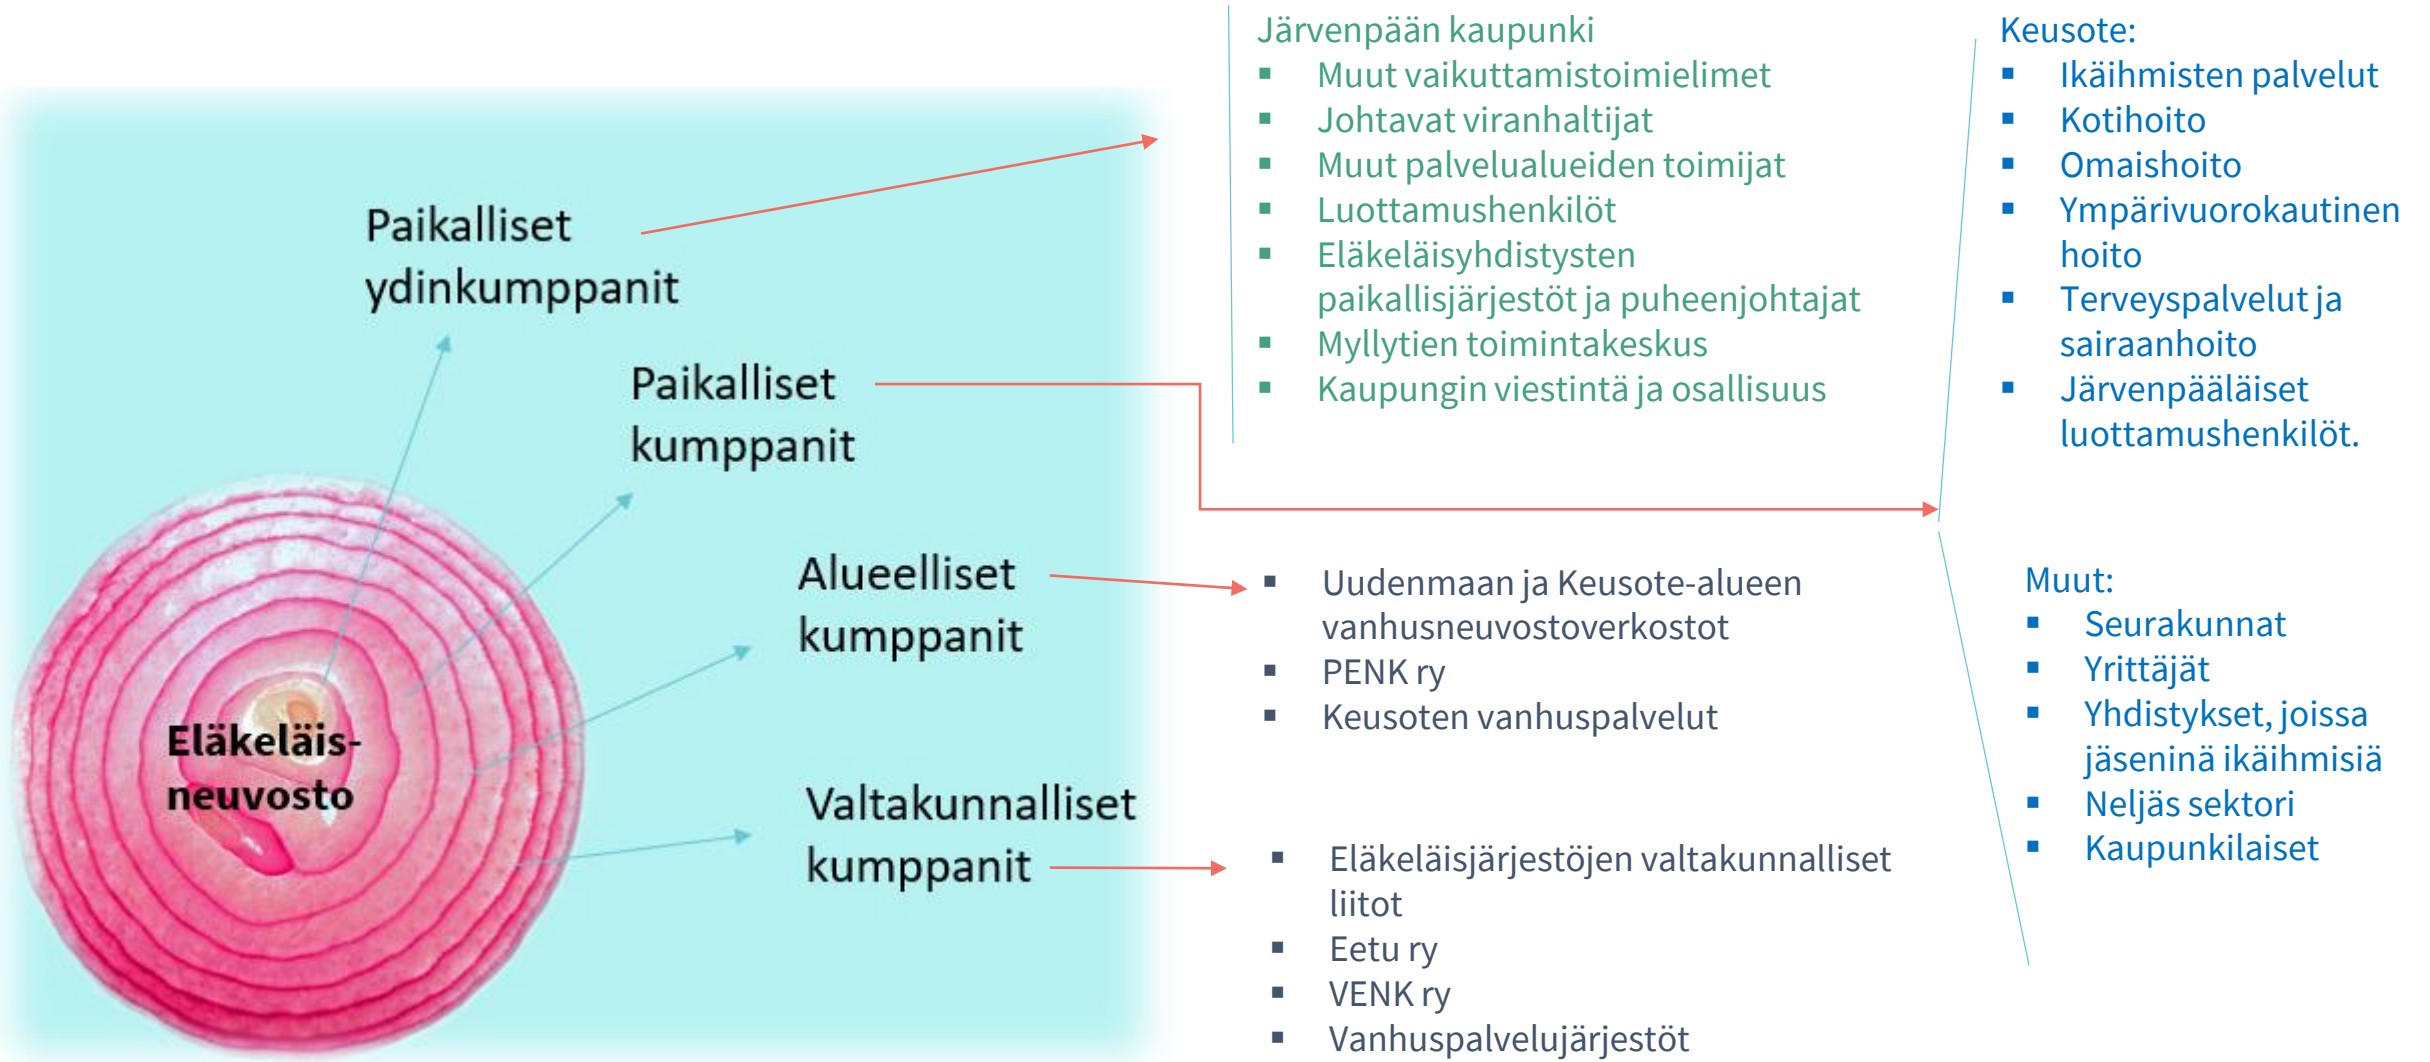 Eläkeläis-
neuvosto
Paikalliset
ydinkumppanit
Paikalliset
kumppanit
Alueelliset
kumppanit
Valtakunnalliset
kumppanit
Järvenpään kaupunki
▪ Muut vaikuttamistoimielimet
▪ Johtavat viranhaltijat
▪ Muut palvelualueiden toimijat
▪ Luottamushenkilöt
▪ Eläkeläisyhdistysten
paikallisjärjestöt ja puheenjohtajat
▪ Myllytien toimintakeskus
▪ Kaupungin viestintä ja osallisuus
▪ Uudenmaan ja Keusote-alueen
vanhusneuvostoverkostot
▪ PENK ry
▪ Keusoten vanhuspalvelut
▪ Eläkeläisjärjestöjen valtakunnalliset
liitot
▪ Eetu ry
▪ VENK ry
▪ Vanhuspalvelujärjestöt
Keusote:
▪ Ikäihmisten palvelut
▪ Kotihoito
▪ Omaishoito
▪ Ympärivuorokautinen
hoito
▪ Terveyspalvelut ja
sairaanhoito
▪ Järvenpääläiset
luottamushenkilöt.
Muut:
▪ Seurakunnat
▪ Yrittäjät
▪ Yhdistykset, joissa
jäseninä ikäihmisiä
▪ Neljäs sektori
▪ Kaupunkilaiset